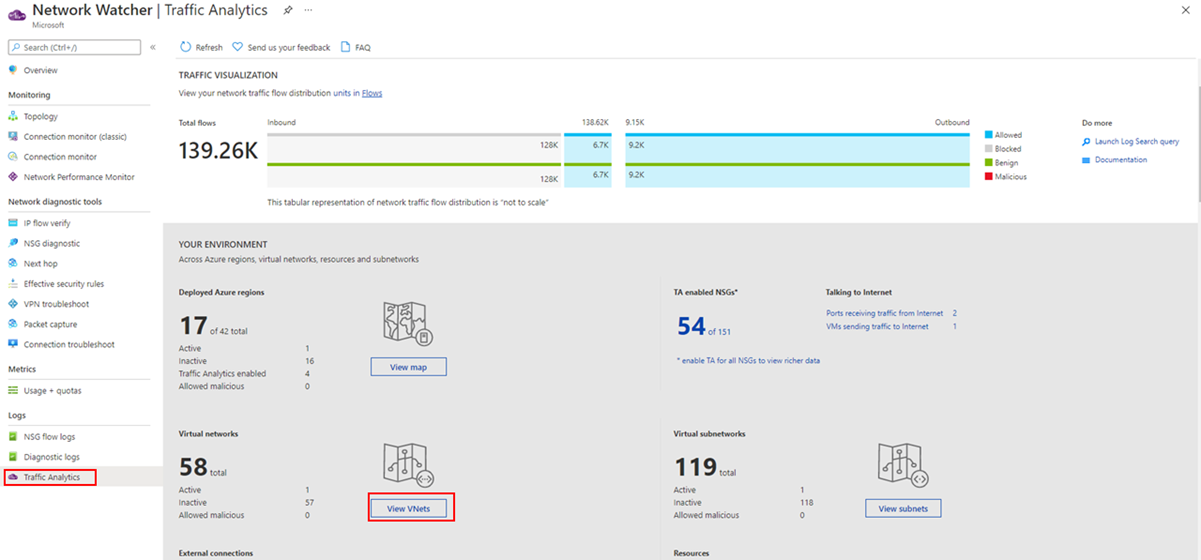 Network Watcher | Traffic Analytics
Microsoft
Search (Ctrl+/)
Overview
Monitoring
Topology
Connection monitor (classic)
Connection monitor
Network Performance Monitor
Network diagnostic tools
IP flow verify
NSG diagnostic
Next hop
Effective security rules
VPN troubleshoot
Packet capture
Connection troubleshoot
Metrics
Usage + quotas
Logs
NSG flow logs
Diagnostic logs
Traffic Analytics
Refresh Send us your feedback FAQ
TRAFFIC VISUALIZATION
View your network traffic flow distribution units in Flows
Total flows
139.26K
Inbound 138.62K 9.15K Outbound
128K 6.7K 9.2K
128K 6.7K 9.2K
This tabular representation of network traffic flow distribution is "not to scale"
Allowed
Blocked
Benign
Malicious
Do more
Launch Log Search query
Documentation
YOUR ENVIRONMENT
Across Azure regions, virtual networks, resources and subnetworks
Deployed Azure regions
17 of 42 total
Active 1
Inactive 16
Traffic Analytics enabled 4
Allowed malicious 0
View map
TA enabled NSGs*
54 of 151
* enable TA for all NSGs to view richer data
Talking to Internet
Ports receiving traffic from Internet 2
VMs sending traffic to Internet 1
Virtual networks
58 total
Active 1
Inactive 57
Allowed malicious 0
View VNets
Virtual subnetworks
119 total
Active 1
Inactive 118
Allowed malicious 0
View subnets
External connections
Resources